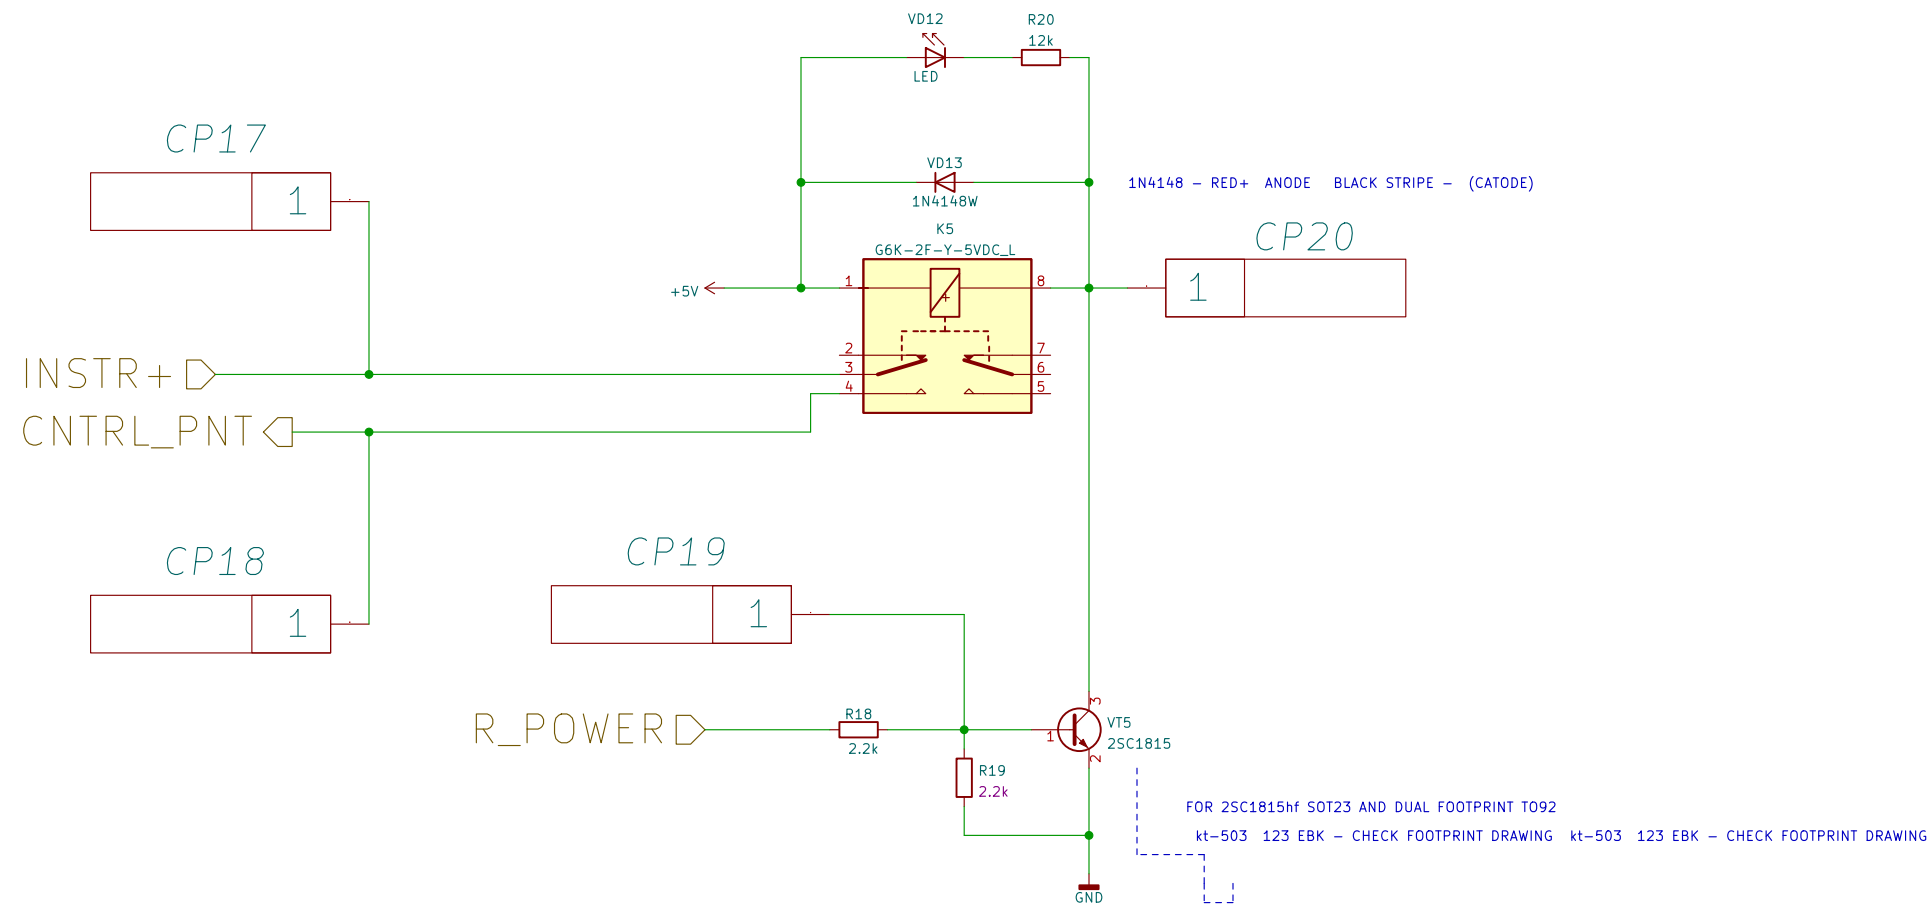 VD12
R20
12k
LED
CP17
1
VD13
1N4148W
1N4148 - RED+  ANODE   BLACK STRIPE -  (CATODE)
K5
G6K-2F-Y-5VDC_L
CP20
1
+5V
1
8
+
2
7
3
6
4
5
INSTR+
CNTRL_PNT
CP18
1
CP19
1
R_POWER
R18
2.2k
R19
2.2k
1
3
2
VT5
2SC1815
FOR 2SC1815hf SOT23 AND DUAL FOOTPRINT TO92
kt-503  123 EBK - CHECK FOOTPRINT DRAWING  kt-503  123 EBK - CHECK FOOTPRINT DRAWING
GND